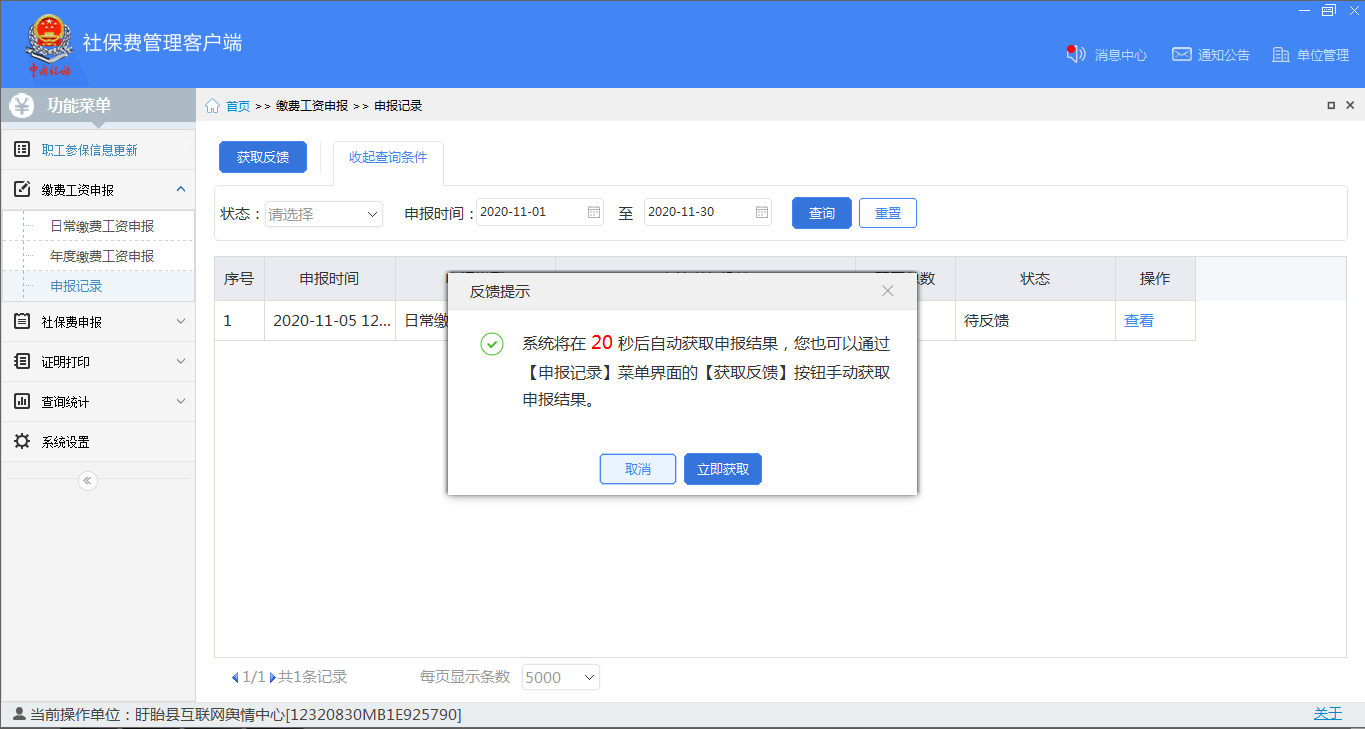 社保费管理客户端
消息中心
通知公告
单位管理
功能菜单
首页 >> 缴费工资申报 >> 申报记录
职工参保信息更新
缴费工资申报
日常缴费工资申报
年度缴费工资申报
申报记录
社保费申报
证明打印
查询统计
系统设置
获取反馈
收起查询条件
状态：
请选择
申报时间：
2020-11-01
至
2020-11-30
查询
重置
序号
申报时间
数
状态
操作
1
2020-11-05 12...
日常缴
待反馈
查看
反馈提示
系统将在 20 秒后自动获取申报结果，您也可以通过
【申报记录】菜单界面的【获取反馈】按钮手动获取
申报结果。
取消
立即获取
1/1
共1条记录
每页显示条数
5000
当前操作单位：盱眙县互联网舆情中心[12320830MB1E925790]
关于